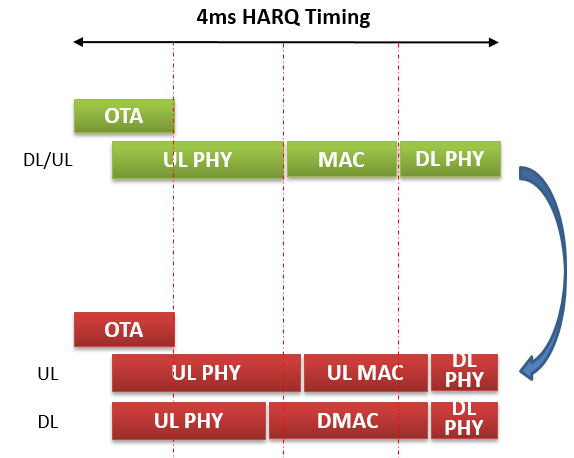 4ms HARQ Timing
OTA
DL/UL
UL PHY
MAC
DL PHY
OTA
UL
UL PHY
UL MAC
DL
PHY
DL
UL PHY
DMAC
DL
PHY